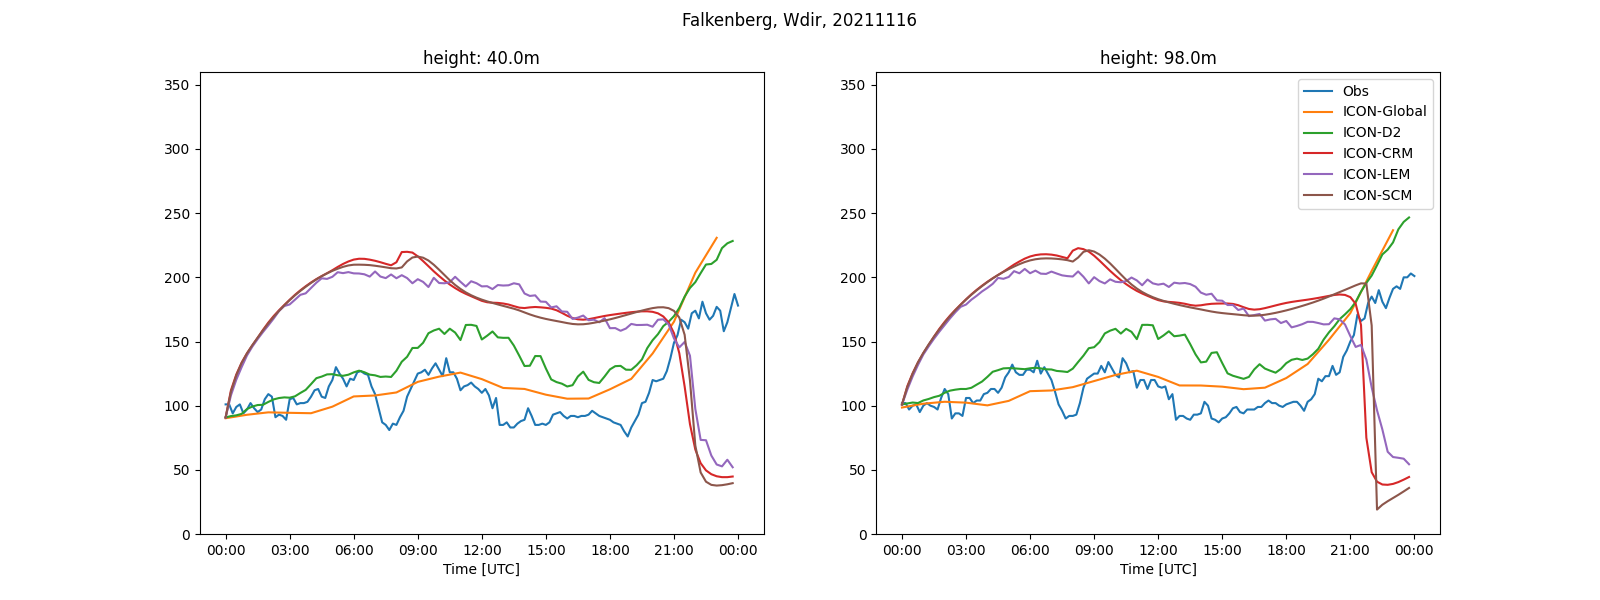 Falkenberg, Wdir, 20211116
height: 40.0m
350
300
250
200
150
100
50
0
00:00 03:00 06:00 09:00 12:00 15:00 18:00 21:00 00:00
Time [UTC]
height: 98.0m
350
300
250
200
150
100
50
0
00:00 03:00 06:00 09:00 12:00 15:00 18:00 21:00 00:00
Time [UTC]
Obs
ICON-Global
ICON-D2
ICON-CRM
ICON-LEM
ICON-SCM